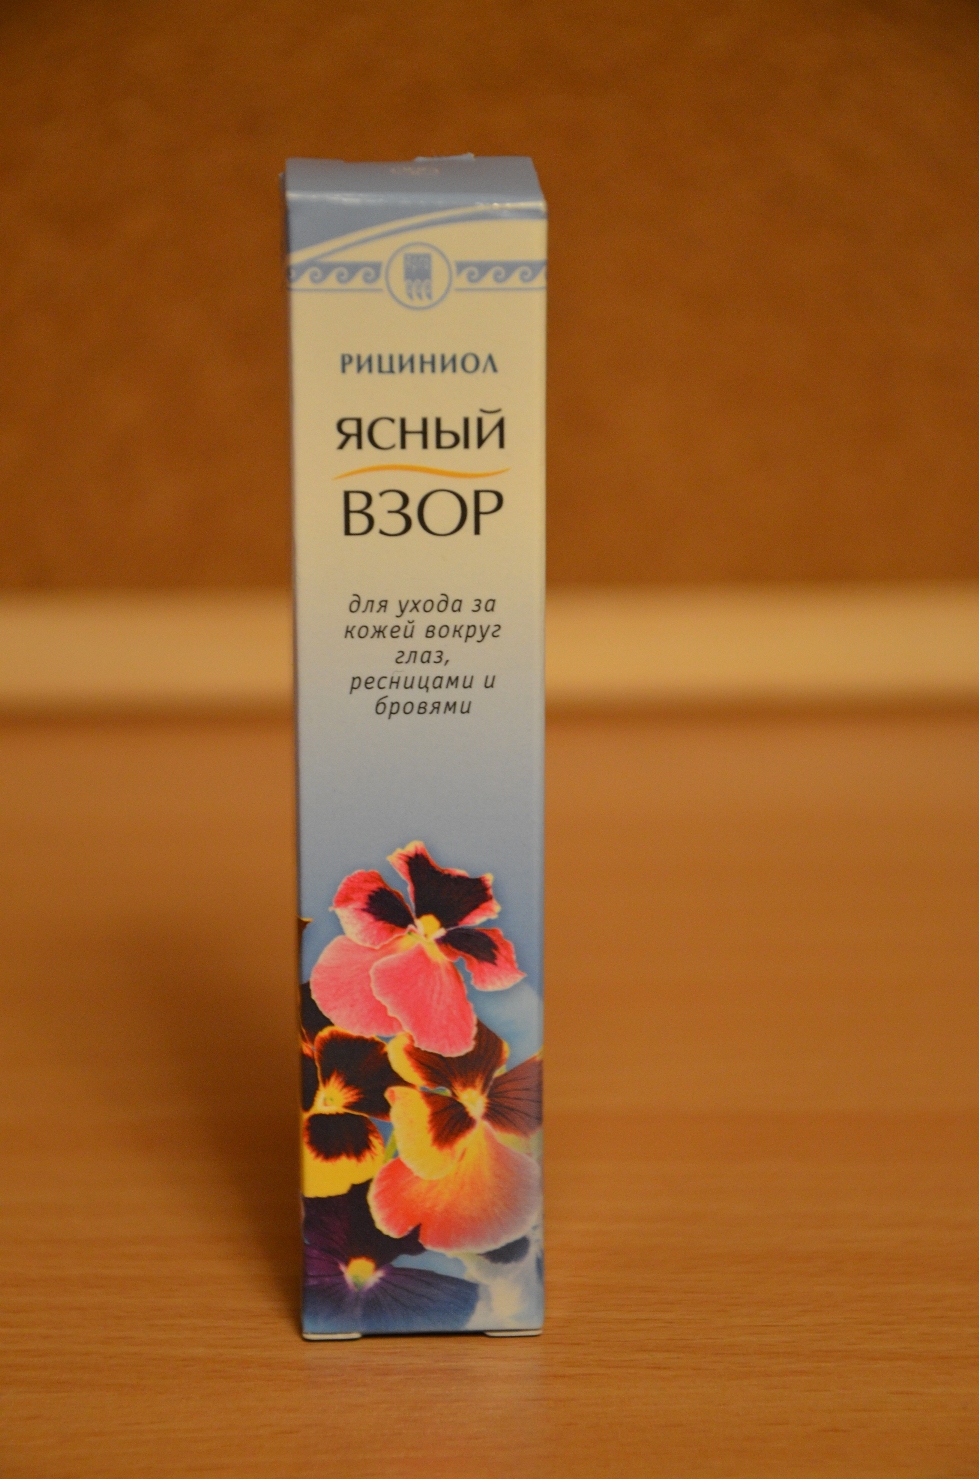 РИЦИНИОЛ
ЯСНЫЙ
ВЗОР
для ухода за
кожей вокруг
глаз,
ресницами и
бровями